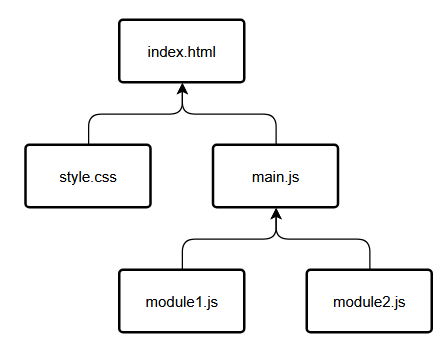 index.html
style.css
main.js
module1.js
module2.js